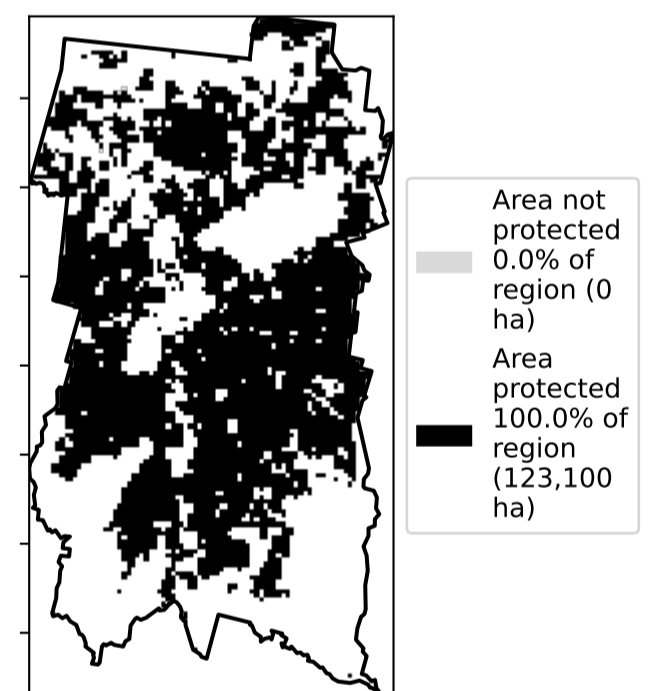 Area not
protected
0.0% of
region (0
ha)
Area
protected
100.0% of
region
(123,100
ha)